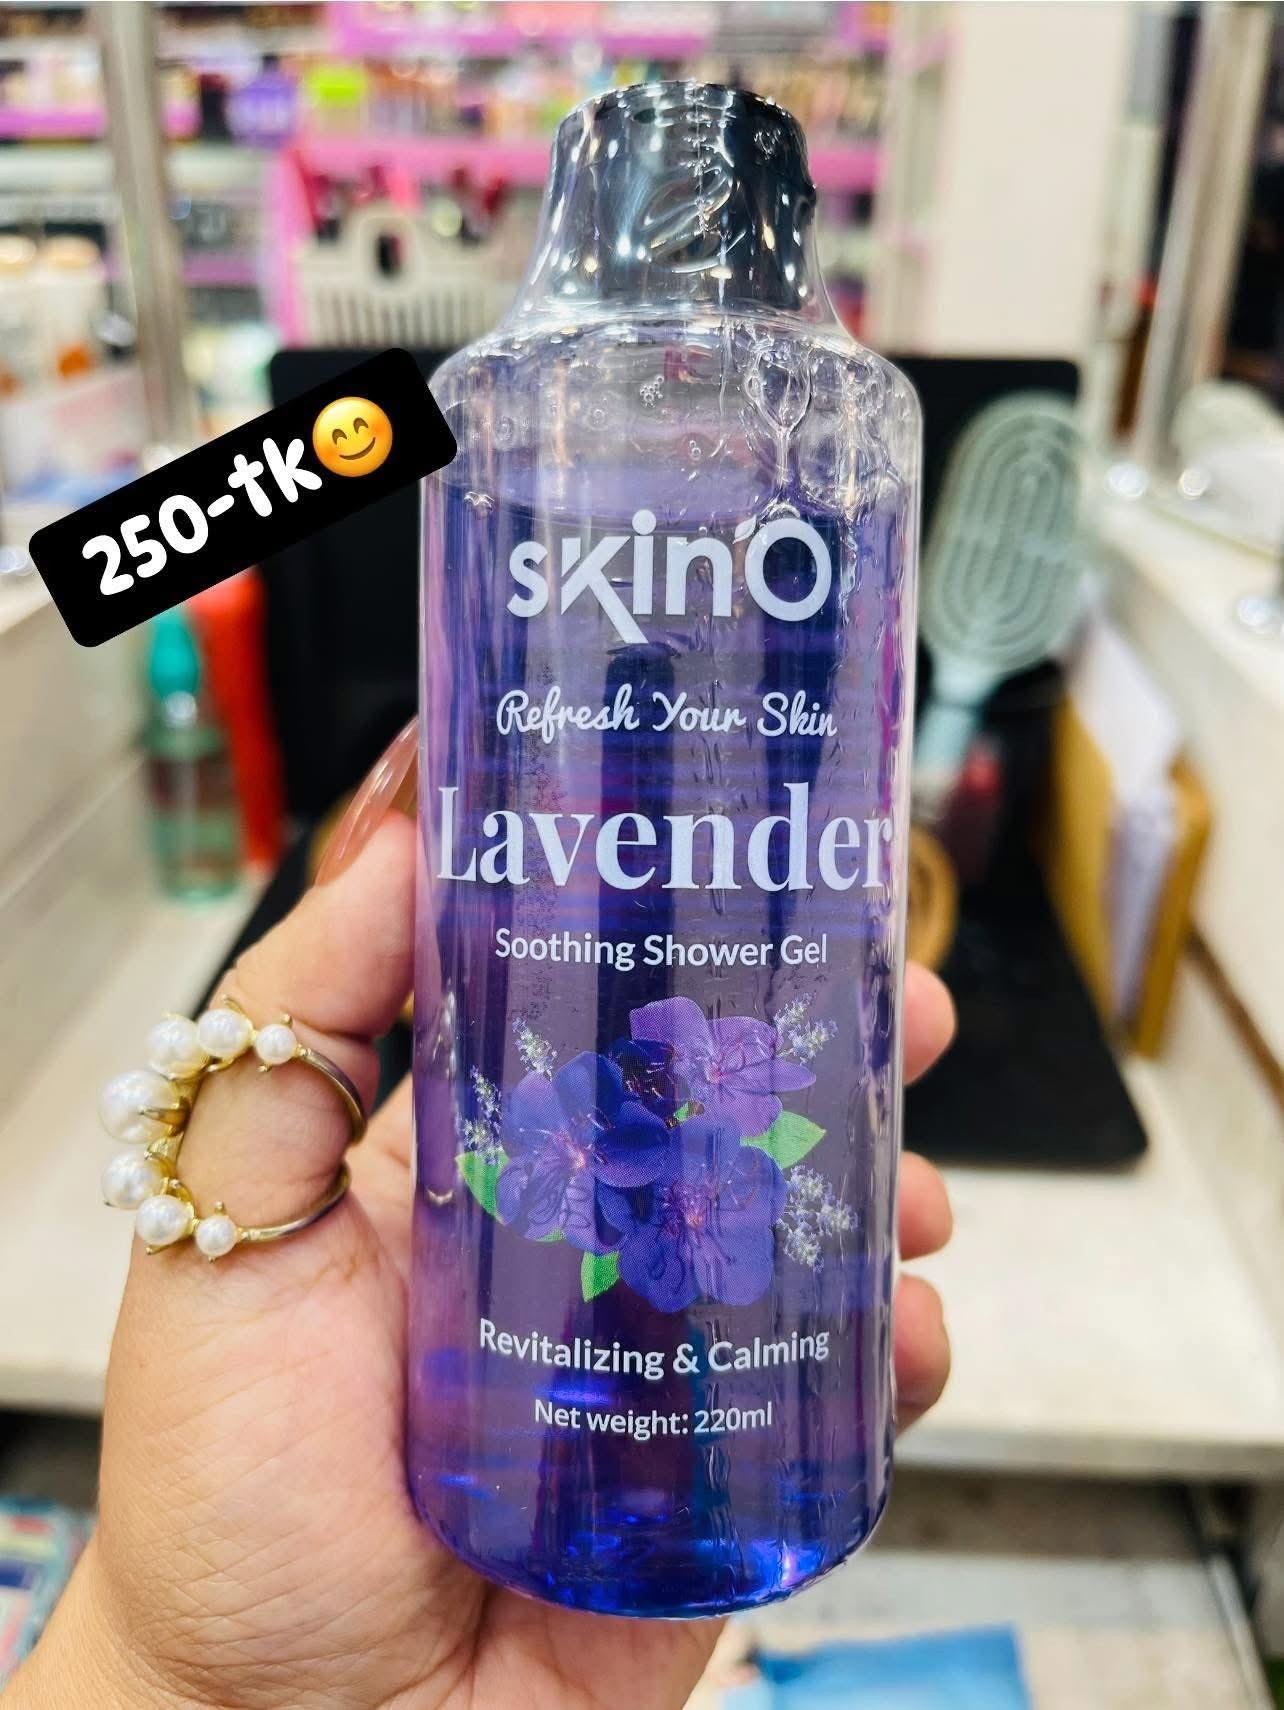 250-tk😊
skin'O
Refresh Your Skin
Lavender
Soothing Shower Gel
Revitalizing & Calming
Net weight: 220ml